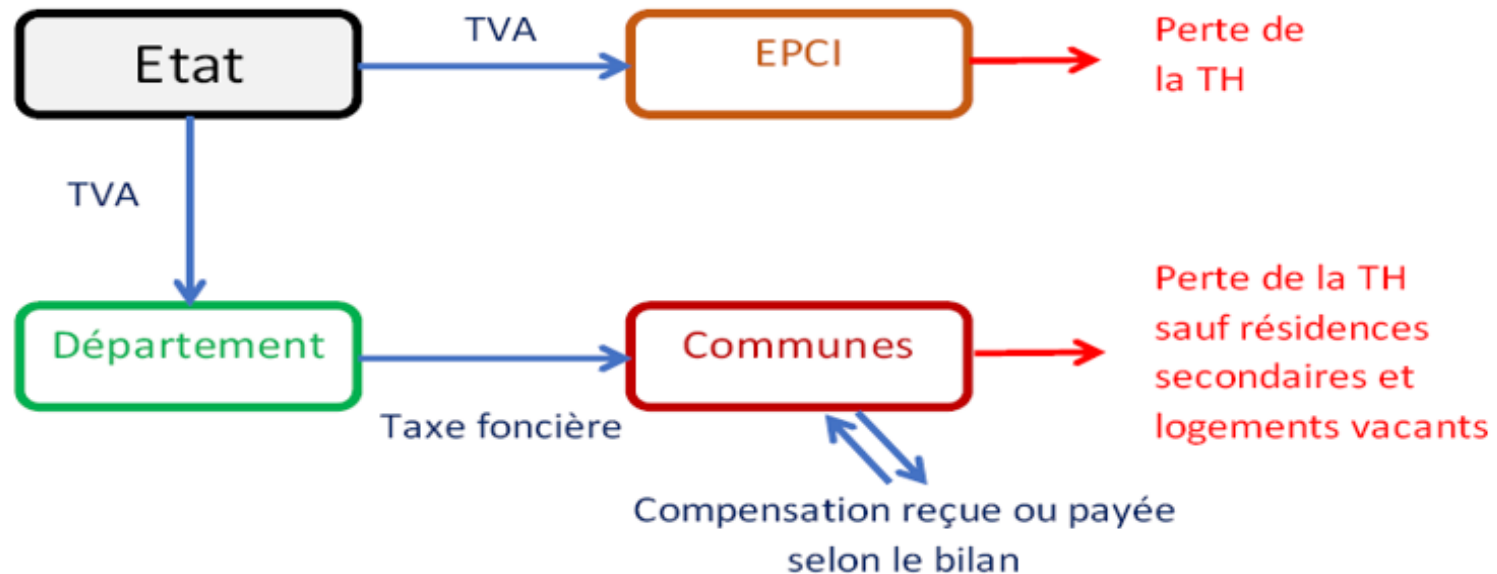 Etat
TVA
EPCI
Perte de
la TH
TVA
Département
Taxe foncière
Communes
Perte de la TH
sauf résidences
secondaires et
logements vacants
Compensation reçue ou payée
selon le bilan